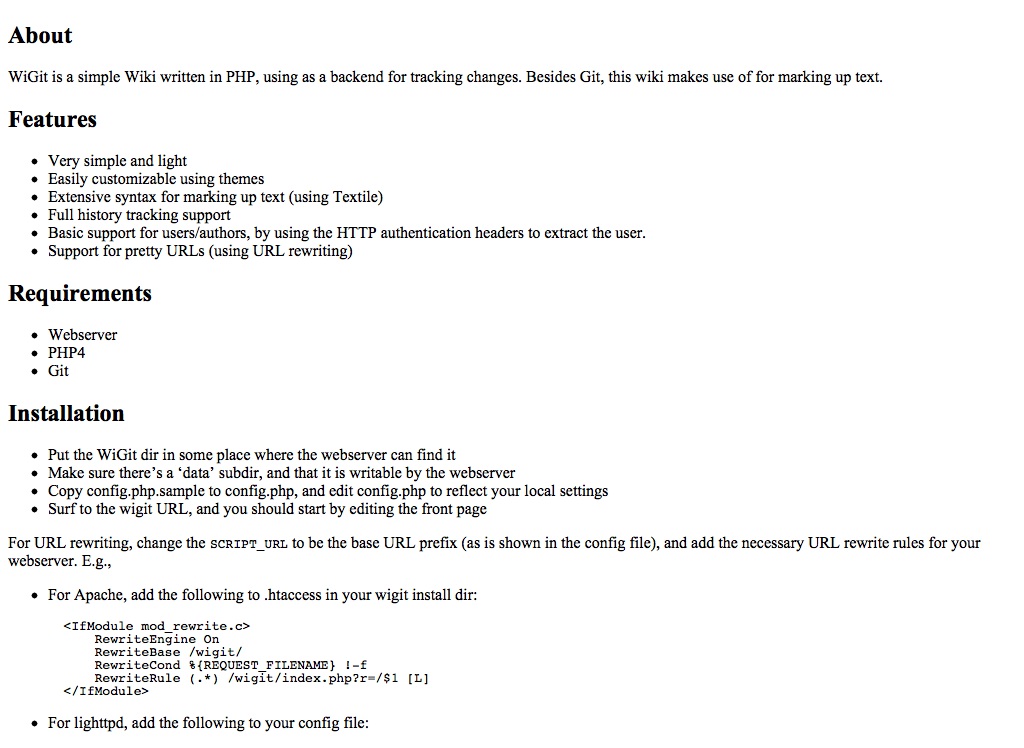 About
WiGit is a simple Wiki written in PHP, using as a backend for tracking changes. Besides Git, this wiki makes use of for marking up text.
Features
• Very simple and light
• Easily customizable using themes
• Extensive syntax for marking up text (using Textile)
• Full history tracking support
• Basic support for users/authors, by using the HTTP authentication headers to extract the user.
• Support for pretty URLs (using URL rewriting)
Requirements
• Webserver
• PHP4
• Git
Installation
• Put the WiGit dir in some place where the webserver can find it
• Make sure there’s a ‘data’ subdir, and that it is writable by the webserver
• Copy config.php.sample to config.php, and edit config.php to reflect your local settings
• Surf to the wigit URL, and you should start by editing the front page
For URL rewriting, change the SCRIPT_URL to be the base URL prefix (as is shown in the config file), and add the necessary URL rewrite rules for your
webserver. E.g.,
• For Apache, add the following to .htaccess in your wigit install dir:
<IfModule mod_rewrite.c>
    RewriteEngine On
    RewriteBase /wigit/
    RewriteCond %{REQUEST_FILENAME} !-f
    RewriteRule (.*) /wigit/index.php?r=/$1 [L]
</IfModule>
• For lighttpd, add the following to your config file: